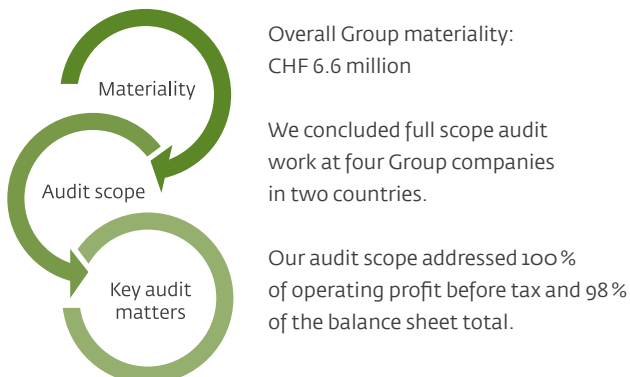 Materiality
Audit scope
Key audit
matters
Overall Group materiality:
CHF 6.6 million
We concluded full scope audit
work at four Group companies
in two countries.
Our audit scope addressed 100 %
of operating profit before tax and 98 %
of the balance sheet total.